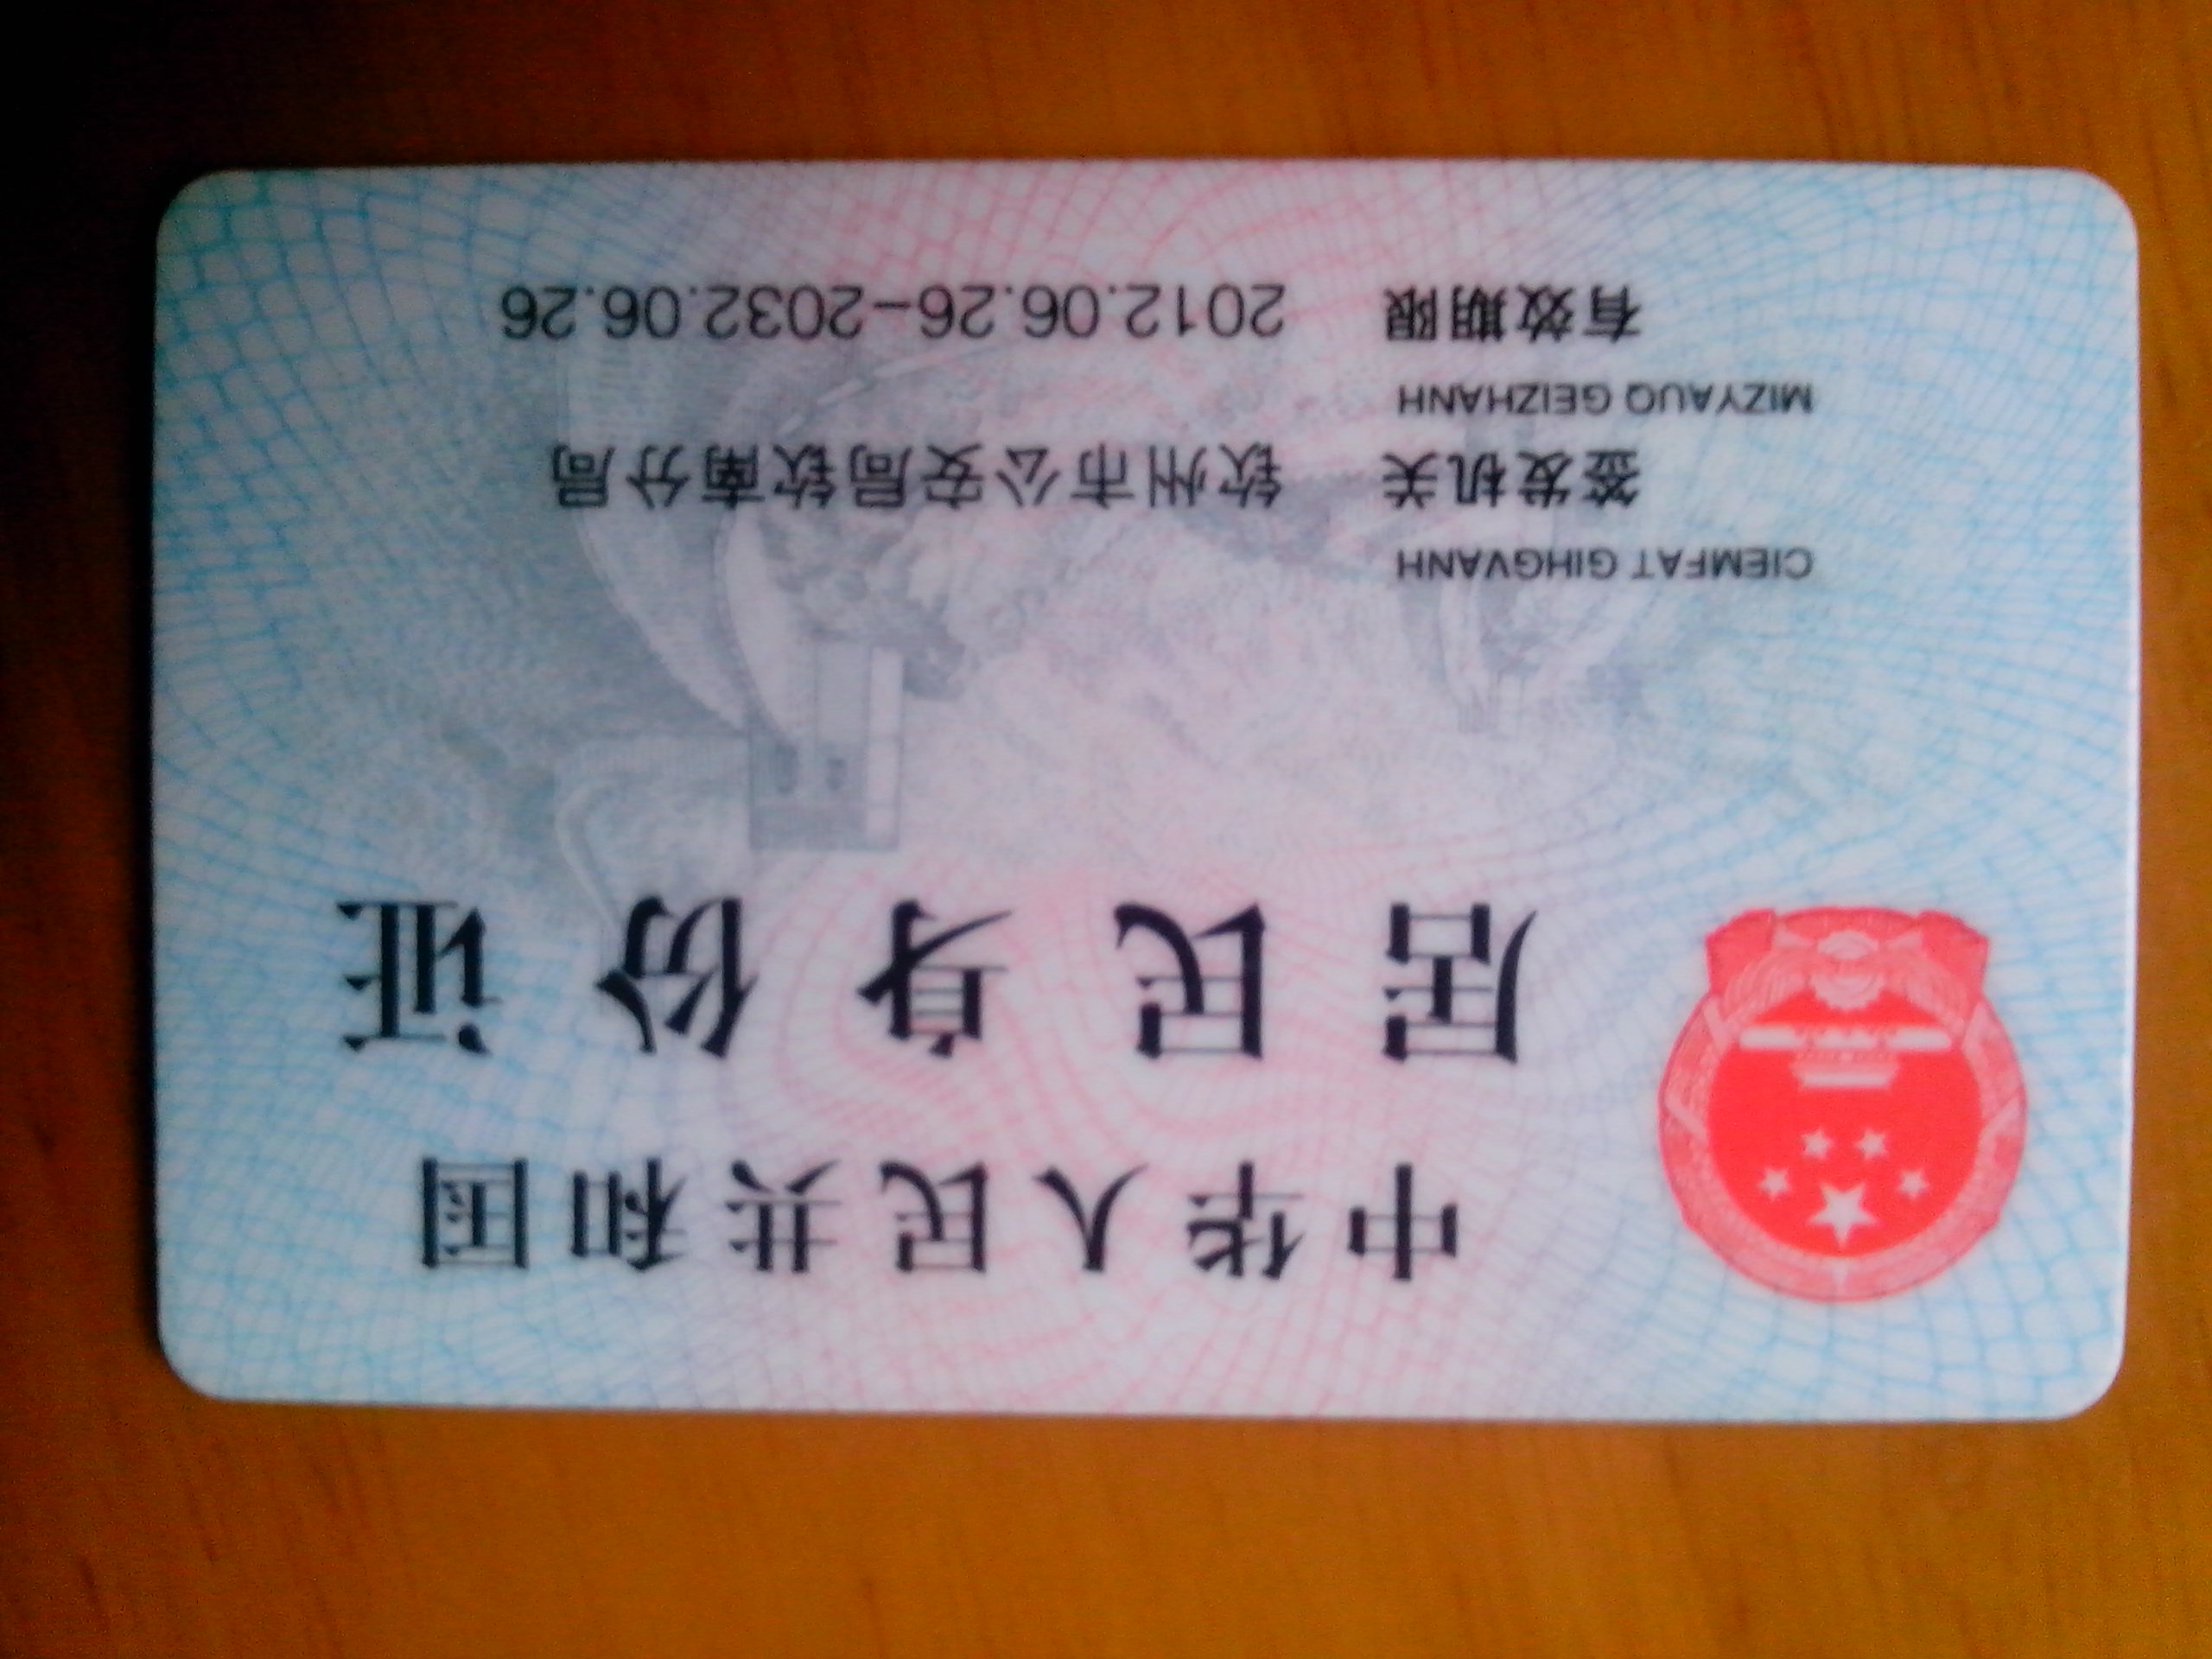 中华人民共和国
居民身份证
CIEMFAT GIHGVANH
签发机关 钦州市公安局钦南分局
MIZYAUQ GEIZHANH
有效期限 2012.06.26-2032.06.26